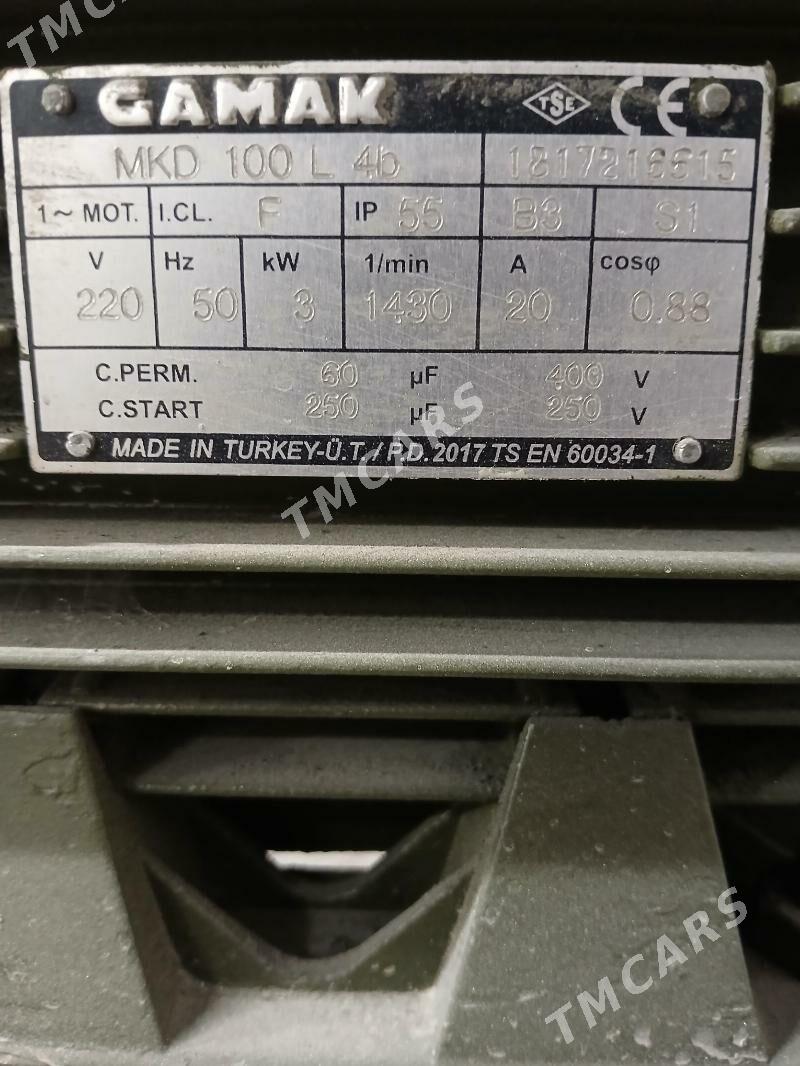 TMCARS
GAMAK TSE CE
MKD 100 L 4b 1817216615
1~ MOT. I.CL. F IP 55 B3 S1
V Hz kW 1/min A cosφ
220 50 3 1430 20 0.88
C.PERM. 60 µF 400 V
C.START 250 µF 250 V
MADE IN TURKEY-Ü.T./P.D. 2017 TS EN 60034-1
TMCARS
TMCARS